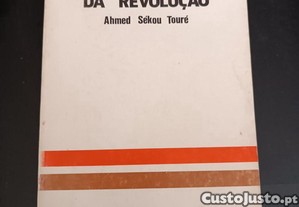 DA REVOLUÇÃO
Ahmed Sékou Touré
CustoJusto.pt